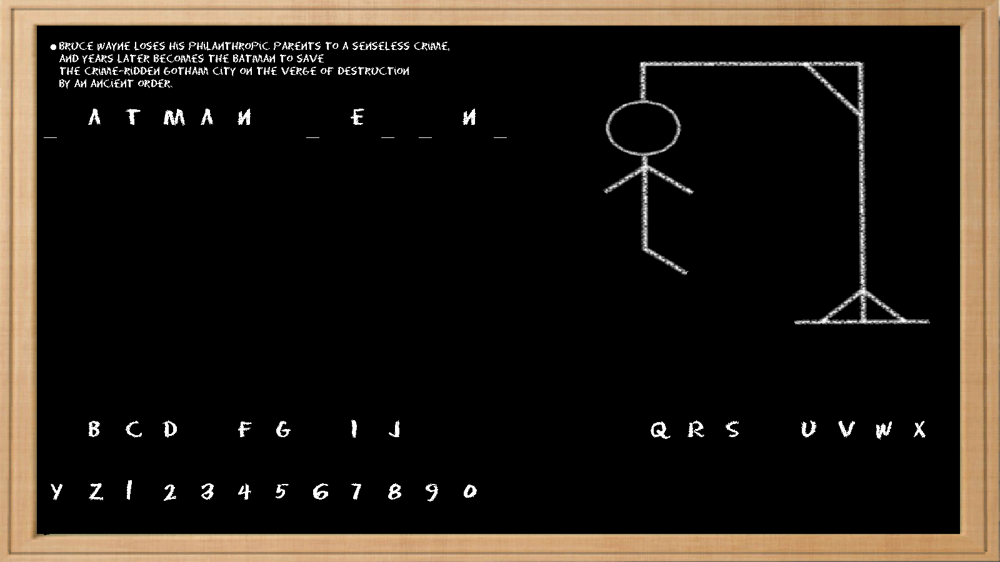 BRUCE WAYNE LOSES HIS PHILANTHROPIC PARENTS TO A SENSELESS CRIME,
AND YEARS LATER BECOMES THE BATMAN TO SAVE
THE CRIME-RIDDEN GOTHAM CITY ON THE VERGE OF DESTRUCTION
BY AN ANCIENT ORDER.
_ A T M A N _ E _ _ N _
B C D F G I J Q R S U V W X
Y Z 1 2 3 4 5 6 7 8 9 0